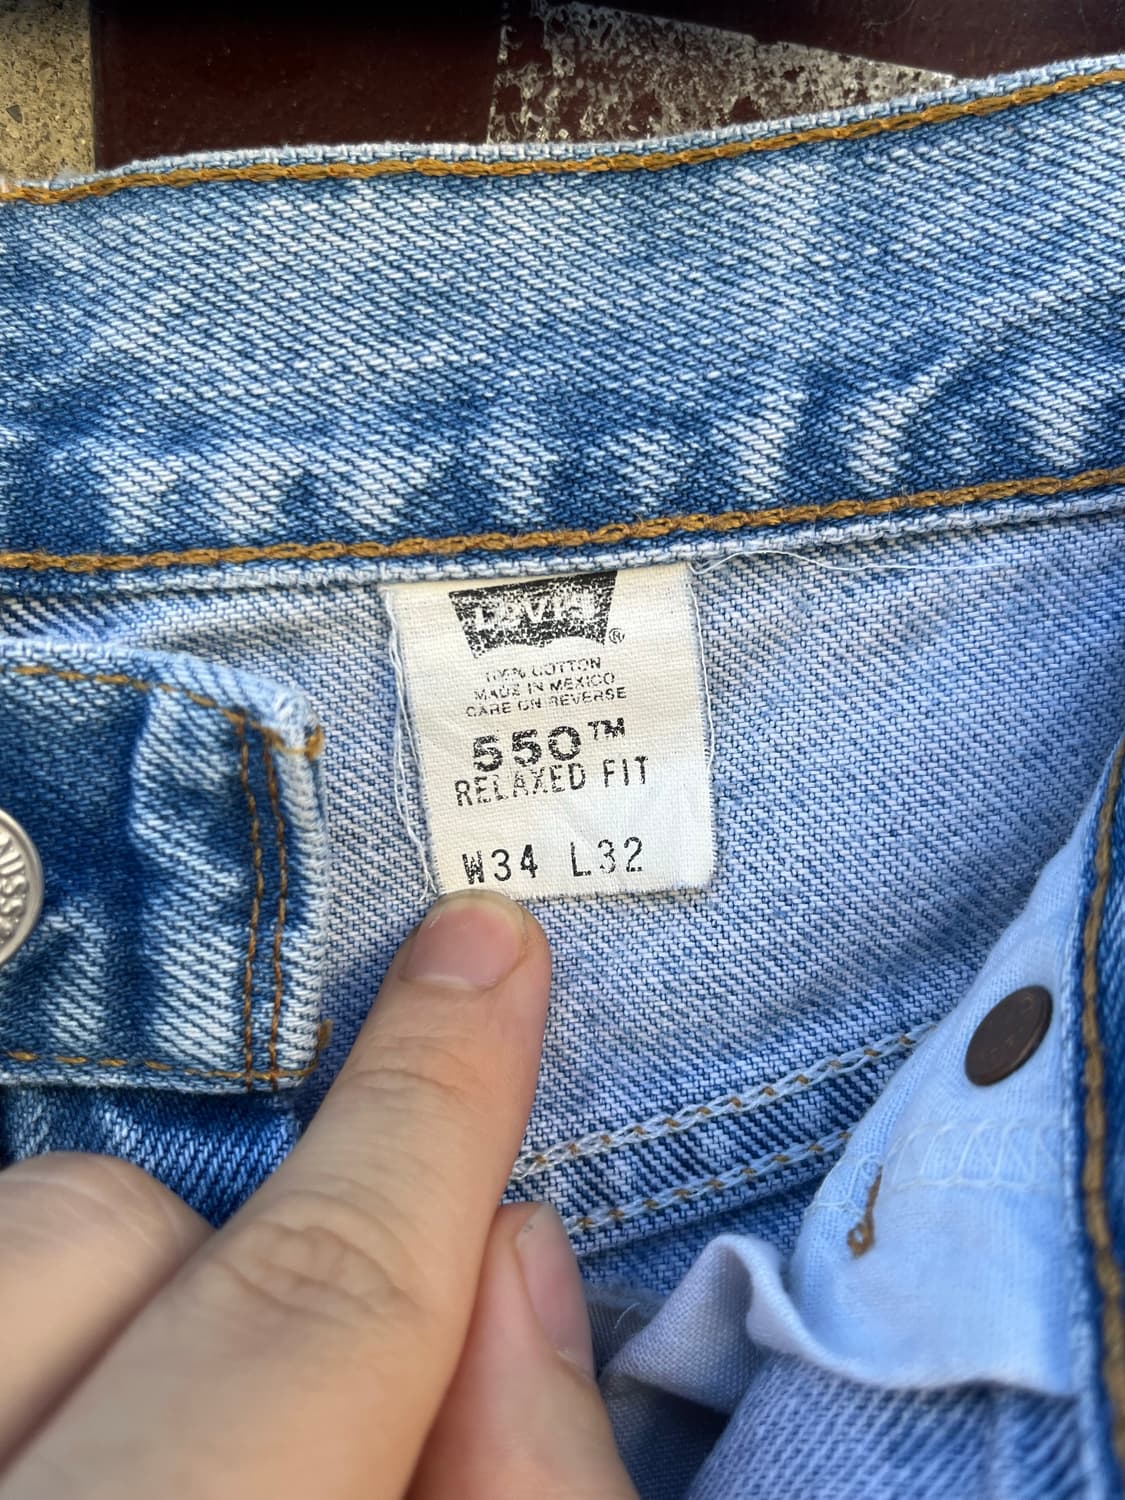 LEVI'S ®
100% COTTON
MADE IN MEXICO
CARE ON REVERSE
550™
RELAXED FIT
W34 L32